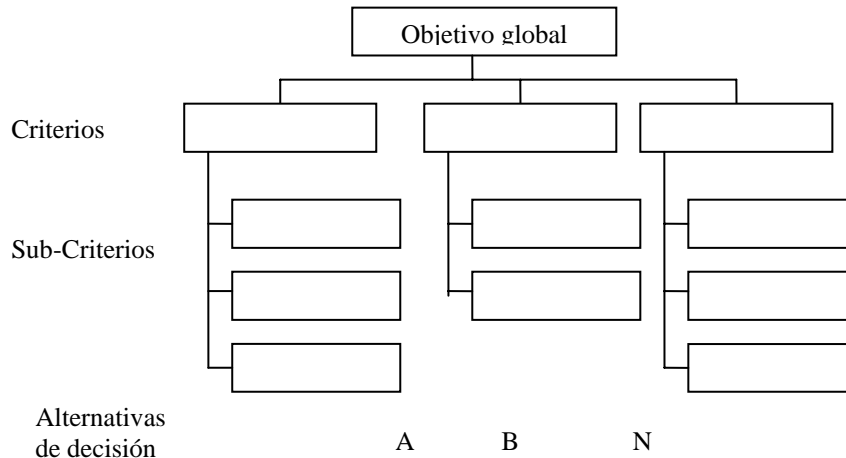 Objetivo global
Criterios
Sub-Criterios
Alternativas
de decisión
A B N